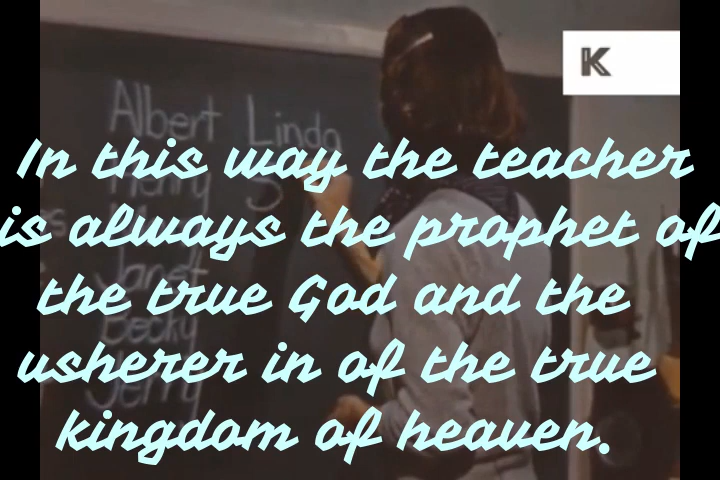 K
Albert Linda
In this way the teacher
is always the prophet of
the true God and the
usherer in of the true
kingdom of heaven.
Henry S
Janet
Becky
Jerry